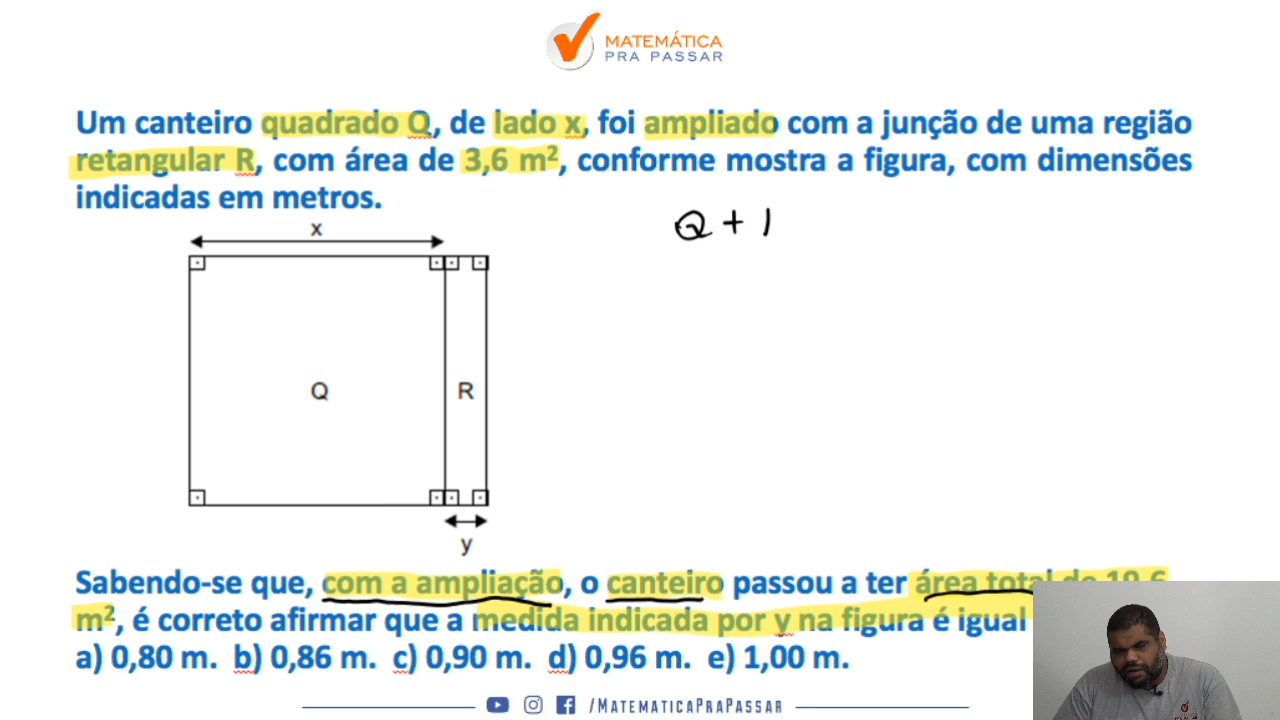 MATEMÁTICA
PRA PASSAR
Um canteiro quadrado Q, de lado x, foi ampliado com a junção de uma região
retangular R, com área de 3,6 m², conforme mostra a figura, com dimensões
indicadas em metros.
Q + 1
x
Q
R
y
Sabendo-se que, com a ampliação, o canteiro passou a ter área total de 19,6
m², é correto afirmar que a medida indicada por y na figura é igual
a) 0,80 m. b) 0,86 m. c) 0,90 m. d) 0,96 m. e) 1,00 m.
/MatematicaPraPassar